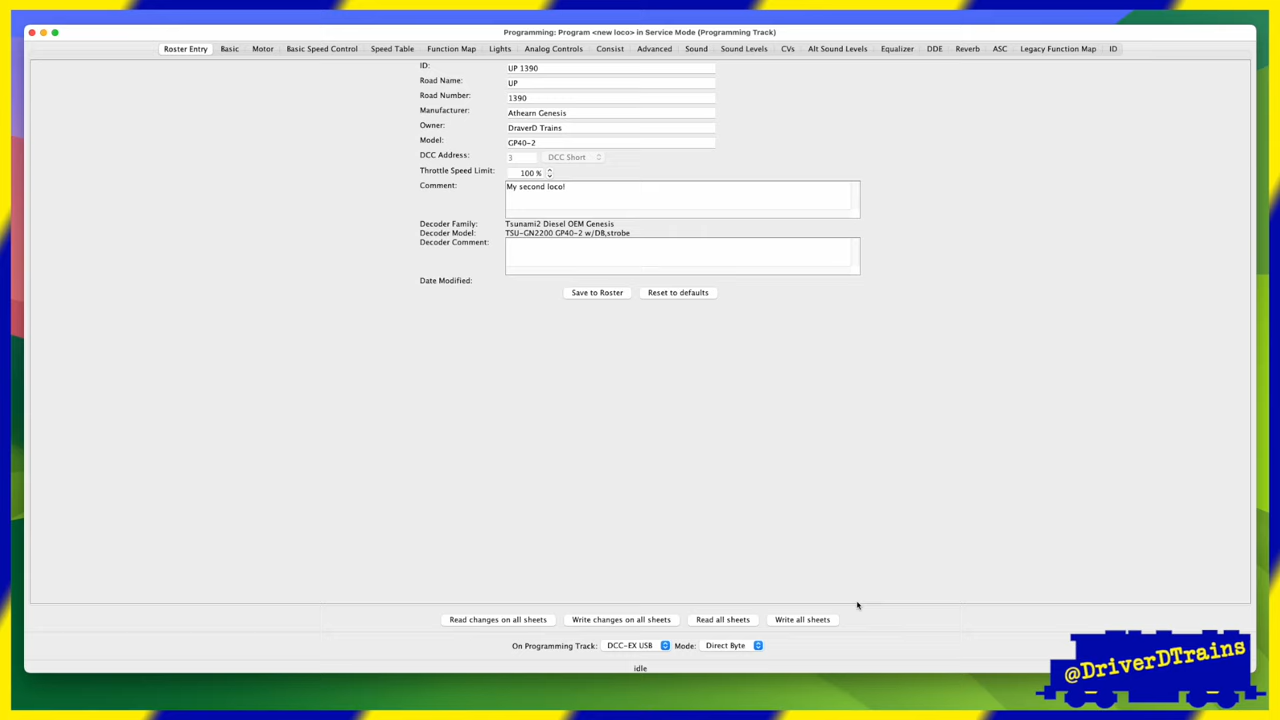 Programming: Program <new loco> in Service Mode (Programming Track)
Roster Entry Basic Motor Basic Speed Control Speed Table Function Map Lights Analog Controls Consist Advanced Sound Sound Levels CVs Alt Sound Levels Equalizer DDE Reverb ASC Legacy Function Map ID
ID: UP 1390
Road Name: UP
Road Number: 1390
Manufacturer: Athearn Genesis
Owner: DraverD Trains
Model: GP40-2
DCC Address: 3 DCC Short
Throttle Speed Limit: 100 %
Comment: My second loco!
Decoder Family: Tsunami2 Diesel OEM Genesis
Decoder Model: TSU-GN2200 GP40-2 w/DB,strobe
Decoder Comment:
Date Modified:
Save to Roster Reset to defaults
Read changes on all sheets Write changes on all sheets Read all sheets Write all sheets
On Programming Track: DCC-EX USB Mode: Direct Byte
idle
@DriverDTrains